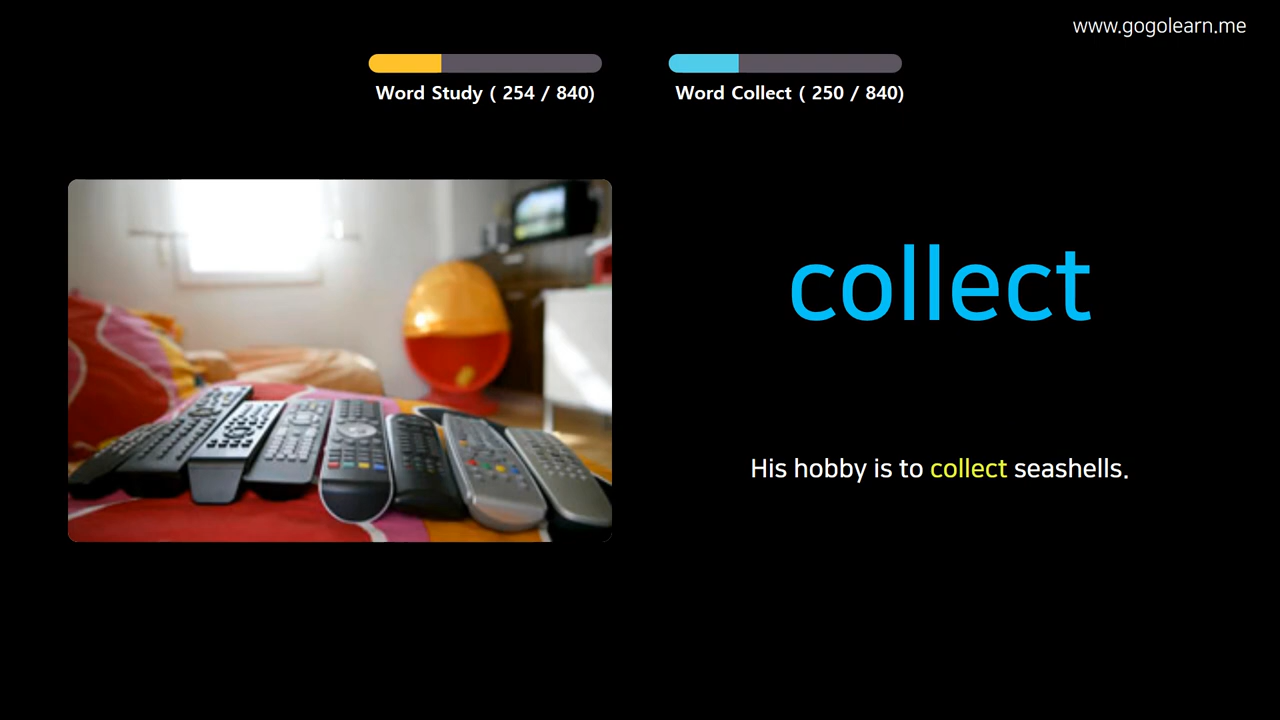 www.gogolearn.me
Word Study ( 254 / 840)
Word Collect ( 250 / 840)
collect
His hobby is to collect seashells.